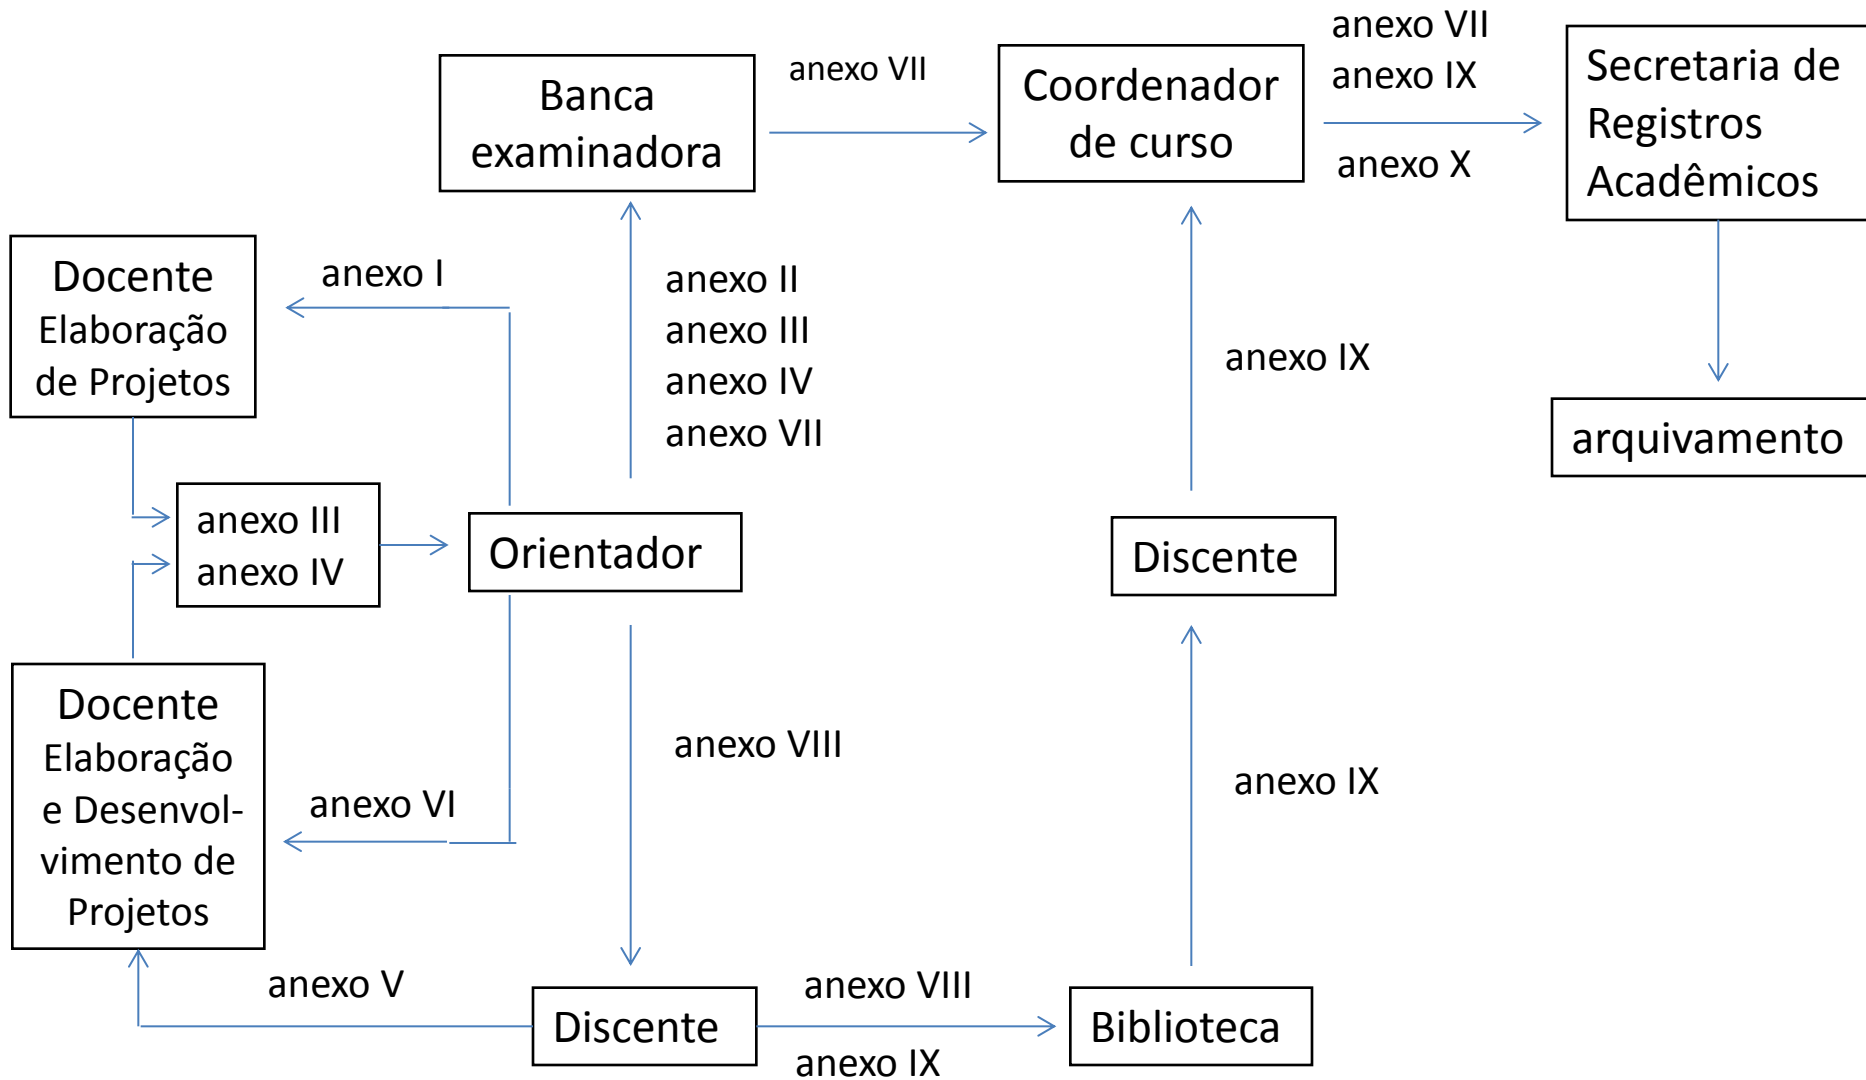 Banca
examinadora
anexo VII
Coordenador
de curso
anexo VII
anexo IX
anexo X
Secretaria de
Registros
Acadêmicos
Docente
Elaboração
de Projetos
anexo I
anexo II
anexo III
anexo IV
anexo VII
anexo IX
arquivamento
anexo III
anexo IV
Orientador
Discente
Docente
Elaboração
e Desenvol-
vimento de
Projetos
anexo VI
anexo VIII
anexo IX
anexo V
Discente
anexo VIII
anexo IX
Biblioteca